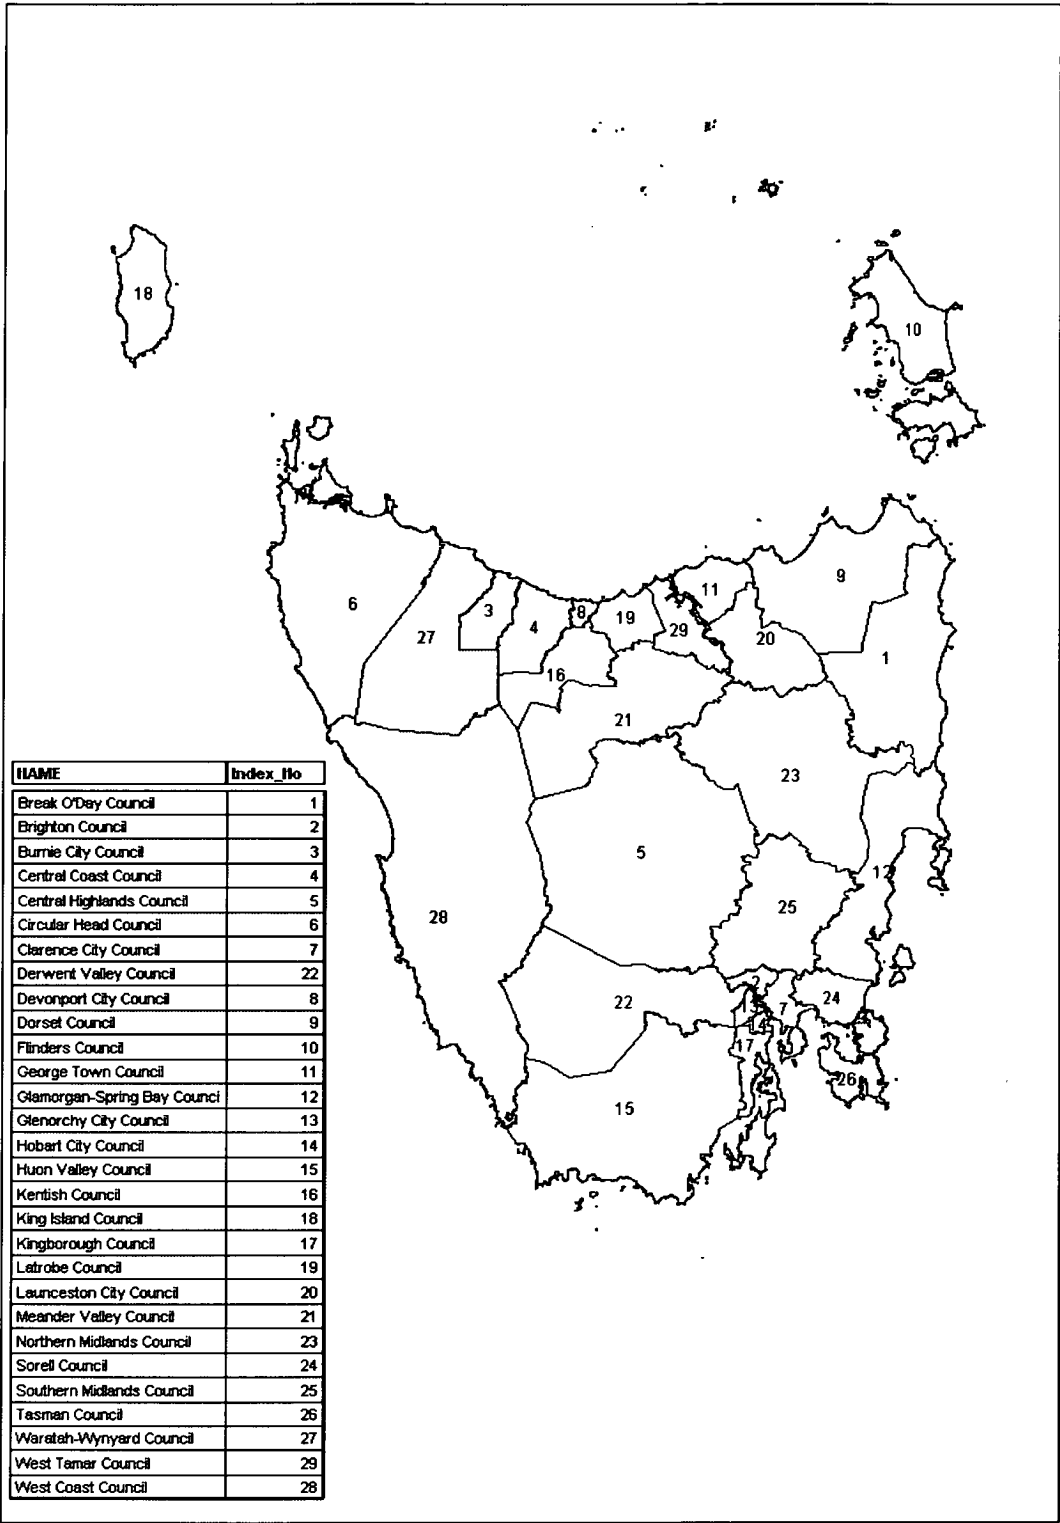 18
10
6
27
3
4
8
19
29
11
20
9
1
16
21
23
5
12
28
25
22
2
13
7
24
14
17
26
15
NAME Index_No
Break O'Day Council 1
Brighton Council 2
Burnie City Council 3
Central Coast Council 4
Central Highlands Council 5
Circular Head Council 6
Clarence City Council 7
Derwent Valley Council 22
Devonport City Council 8
Dorset Council 9
Flinders Council 10
George Town Council 11
Glamorgan-Spring Bay Counci 12
Glenorchy City Council 13
Hobart City Council 14
Huon Valley Council 15
Kentish Council 16
King Island Council 18
Kingborough Council 17
Latrobe Council 19
Launceston City Council 20
Meander Valley Council 21
Northern Midlands Council 23
Sorell Council 24
Southern Midlands Council 25
Tasman Council 26
Waratah-Wynyard Council 27
West Tamar Council 29
West Coast Council 28